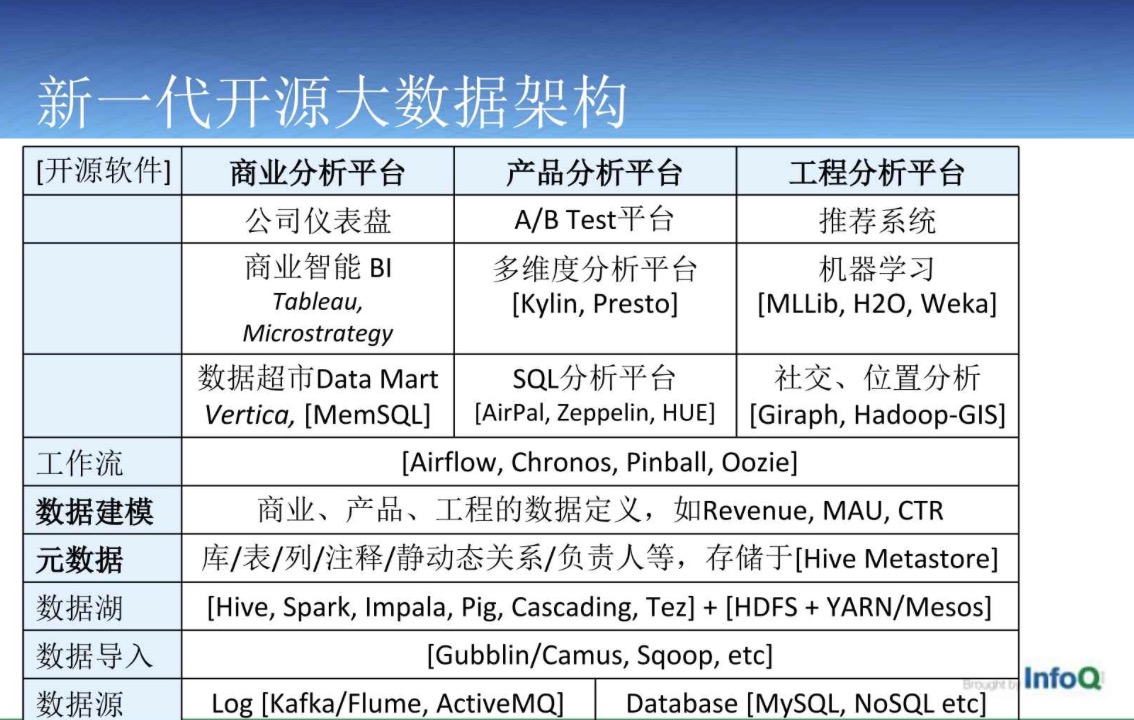 新一代开源大数据架构
[开源软件] 商业分析平台 产品分析平台 工程分析平台
公司仪表盘 A/B Test平台 推荐系统
商业智能 BI
Tableau,
Microstrategy
多维度分析平台
[Kylin, Presto]
机器学习
[MLLib, H2O, Weka]
数据超市Data Mart
Vertica, [MemSQL]
SQL分析平台
[AirPal, Zeppelin, HUE]
社交、位置分析
[Giraph, Hadoop-GIS]
工作流 [Airflow, Chronos, Pinball, Oozie]
数据建模 商业、产品、工程的数据定义，如Revenue, MAU, CTR
元数据 库/表/列/注释/静动态关系/负责人等，存储于[Hive Metastore]
数据湖 [Hive, Spark, Impala, Pig, Cascading, Tez] + [HDFS + YARN/Mesos]
数据导入 [Gubblin/Camus, Sqoop, etc]
数据源 Log [Kafka/Flume, ActiveMQ] Database [MySQL, NoSQL etc]
Brought by InfoQ